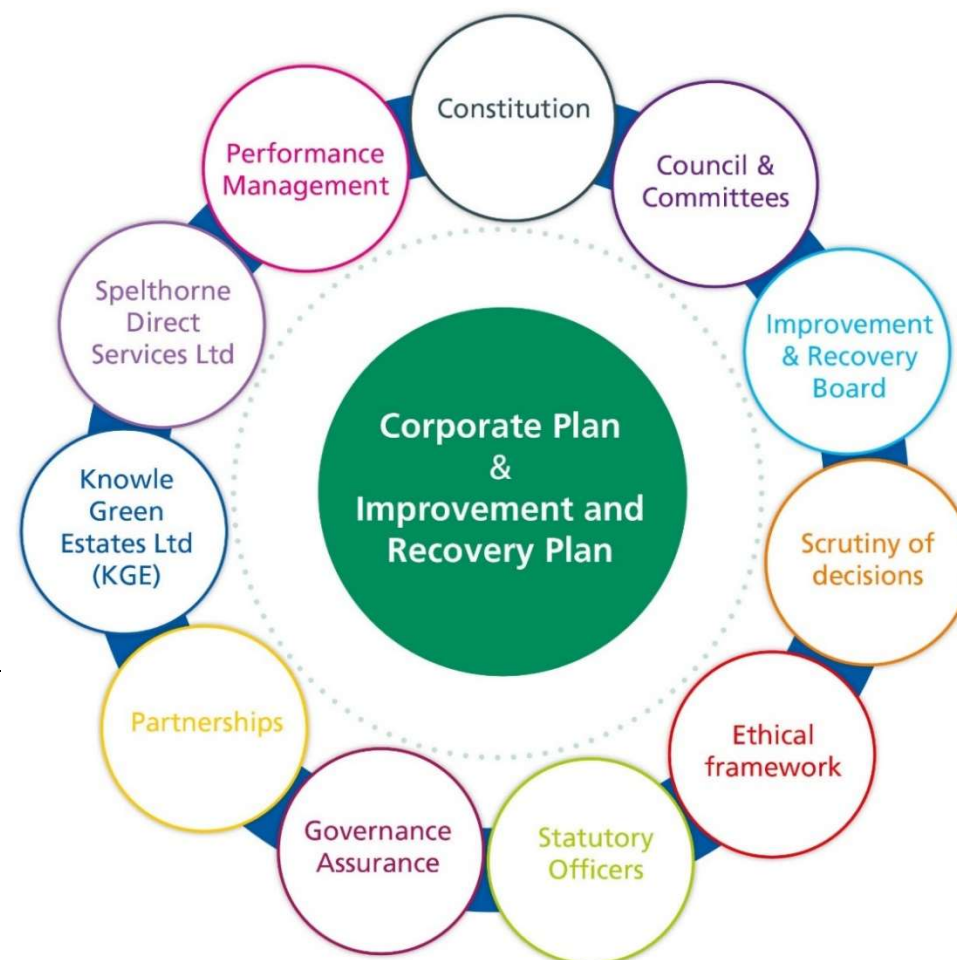 Constitution
Council &
Committees
Improvement
& Recovery
Board
Scrutiny of
decisions
Ethical
framework
Statutory
Officers
Governance
Assurance
Partnerships
Knowle
Green
Estates Ltd
(KGE)
Spelthorne
Direct
Services Ltd
Performance
Management
Corporate Plan
&
Improvement and
Recovery Plan